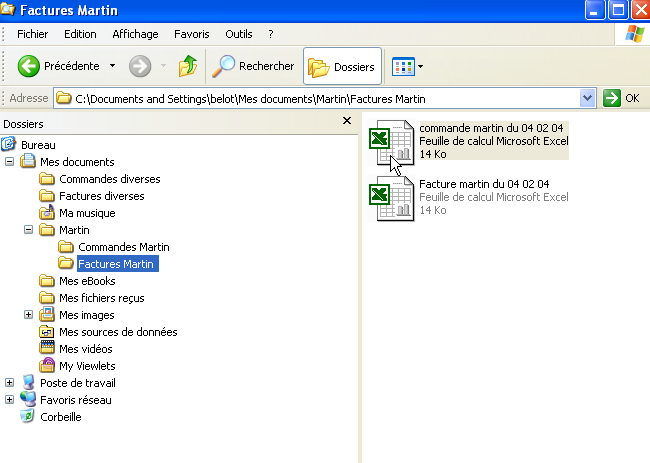 Factures Martin
Fichier Edition Affichage Favoris Outils ?
Précédente Rechercher Dossiers
Adresse C:\Documents and Settings\belot\Mes documents\Martin\Factures Martin OK
Dossiers
Bureau
Mes documents
Commandes diverses
Factures diverses
Ma musique
Martin
Commandes Martin
Factures Martin
Mes eBooks
Mes fichiers reçus
Mes images
Mes sources de données
Mes vidéos
My Viewlets
Poste de travail
Favoris réseau
Corbeille
commande martin du 04 02 04
Feuille de calcul Microsoft Excel
14 Ko
Facture martin du 04 02 04
Feuille de calcul Microsoft Excel
14 Ko